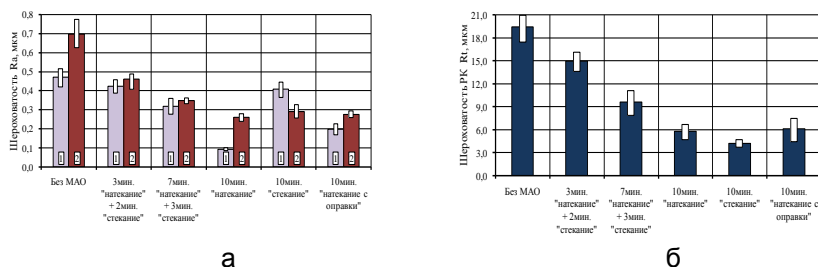 Шероховатость Ra, мкм
0,8
0,7
0,6
0,5
0,4
0,3
0,2
0,1
0,0
1 2 1 2 1 2 1 2 1 2 1 2
Без МАО
3мин.
"натекание"
+ 2мин.
"стекание"
7мин.
"натекание"
+ 3мин.
"стекание"
10мин.
"натекание"
10мин.
"стекание"
10мин.
"натекание с
оправки"
а
Шероховатость РК Rt, мкм
21,0
18,0
15,0
12,0
9,0
6,0
3,0
0,0
Без МАО
3мин.
"натекание"
+ 2мин.
"стекание"
7мин.
"натекание"
+ 3мин.
"стекание"
10мин.
"натекание"
10мин.
"стекание"
10мин.
"натекание с
оправки"
б